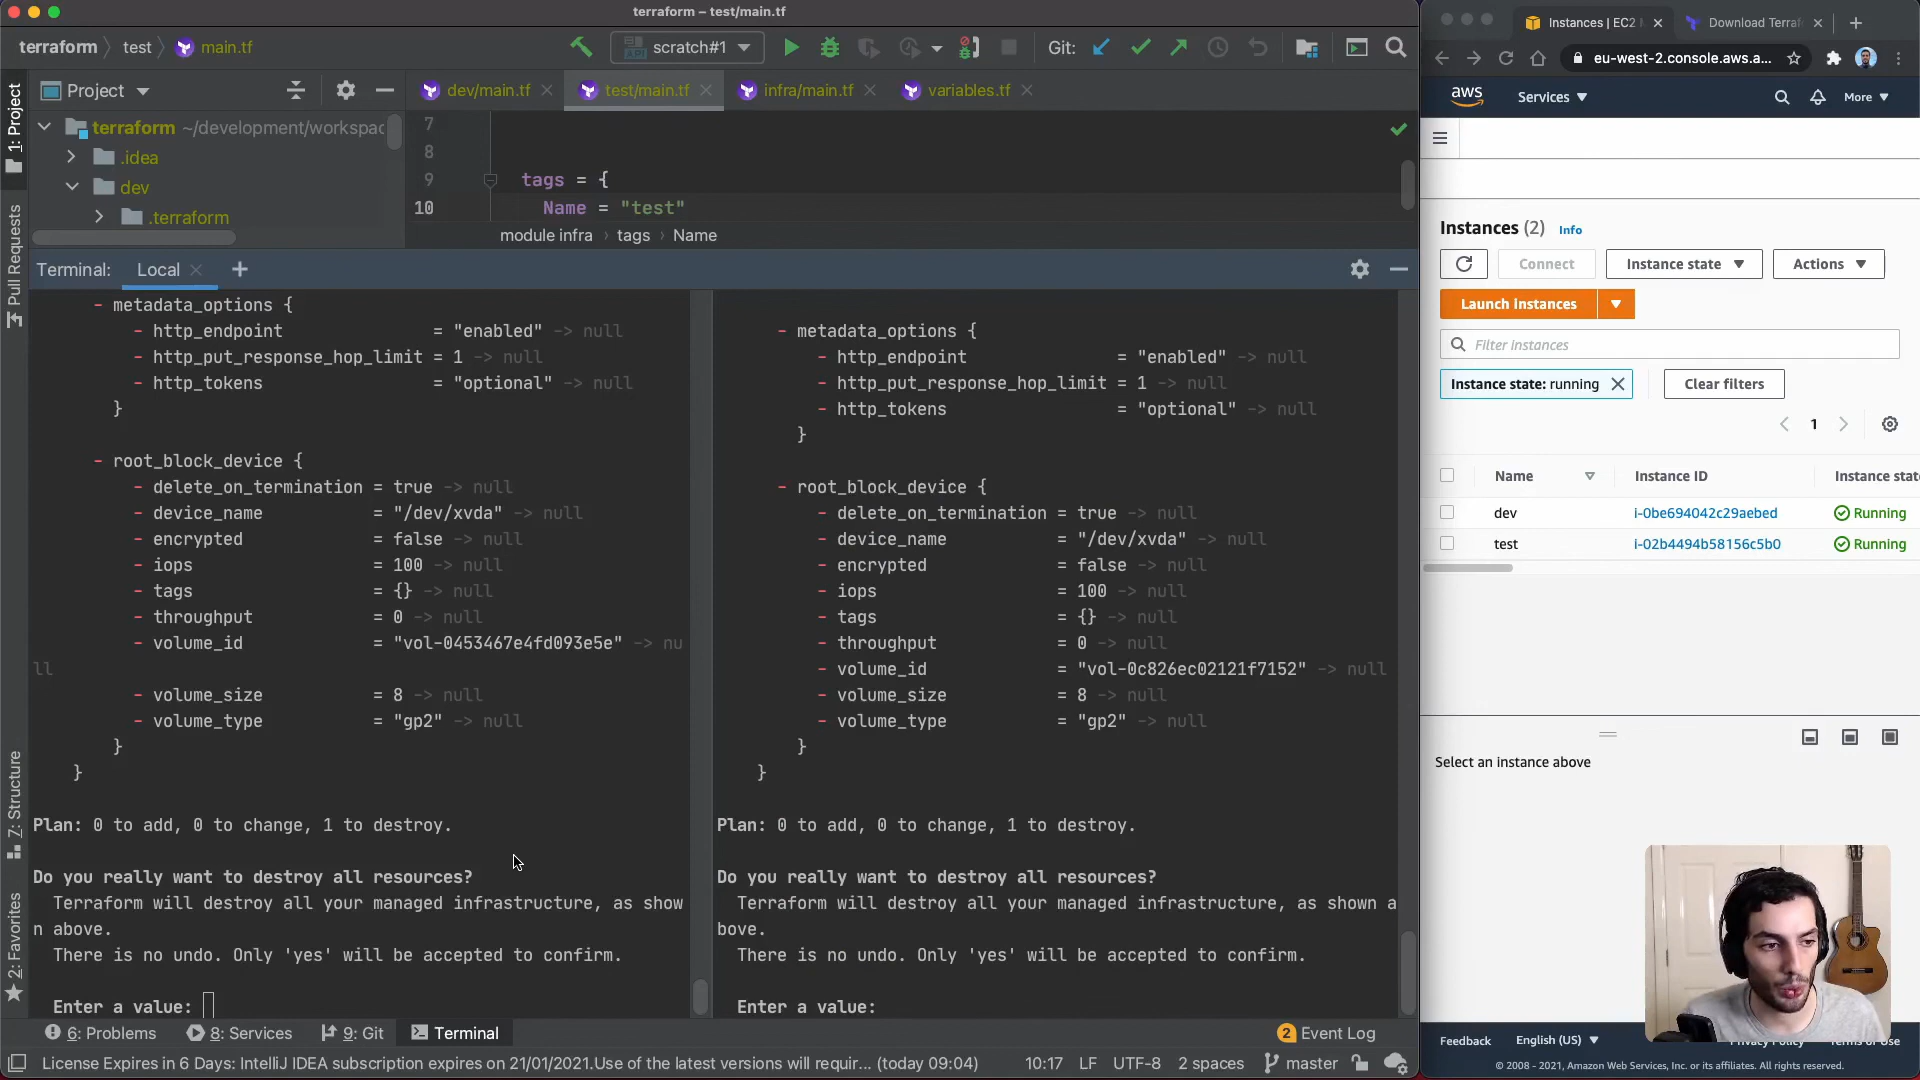 terraform – test/main.tf
terraform
test
main.tf
scratch#1
Git:
1: Project
Pull Requests
7: Structure
2: Favorites
Project
terraform ~/development/workspac
.idea
dev
.terraform
dev/main.tf
test/main.tf
infra/main.tf
variables.tf
7
8
9 tags = {
10 Name = "test"
module infra › tags › Name
Terminal: Local
- metadata_options {
- http_endpoint = "enabled" -> null
- http_put_response_hop_limit = 1 -> null
- http_tokens = "optional" -> null
}
- root_block_device {
- delete_on_termination = true -> null
- device_name = "/dev/xvda" -> null
- encrypted = false -> null
- iops = 100 -> null
- tags = {} -> null
- throughput = 0 -> null
- volume_id = "vol-0453467e4fd093e5e" -> nu
ll
- volume_size = 8 -> null
- volume_type = "gp2" -> null
}
}
Plan: 0 to add, 0 to change, 1 to destroy.
Do you really want to destroy all resources?
Terraform will destroy all your managed infrastructure, as show
n above.
There is no undo. Only 'yes' will be accepted to confirm.
Enter a value:
- metadata_options {
- http_endpoint = "enabled" -> null
- http_put_response_hop_limit = 1 -> null
- http_tokens = "optional" -> null
}
- root_block_device {
- delete_on_termination = true -> null
- device_name = "/dev/xvda" -> null
- encrypted = false -> null
- iops = 100 -> null
- tags = {} -> null
- throughput = 0 -> null
- volume_id = "vol-0c826ec02121f7152" -> null
- volume_size = 8 -> null
- volume_type = "gp2" -> null
}
}
Plan: 0 to add, 0 to change, 1 to destroy.
Do you really want to destroy all resources?
Terraform will destroy all your managed infrastructure, as shown a
bove.
There is no undo. Only 'yes' will be accepted to confirm.
Enter a value:
6: Problems
8: Services
9: Git
Terminal
2 Event Log
License Expires in 6 Days: IntelliJ IDEA subscription expires on 21/01/2021.Use of the latest versions will requir... (today 09:04)
10:17 LF UTF-8 2 spaces master
Instances | EC2
Download Terraf
eu-west-2.console.aws.a...
aws
Services
More
Instances (2) Info
Connect
Instance state
Actions
Launch instances
Filter instances
Instance state: running
Clear filters
1
Name Instance ID Instance stat
dev i-0be694042c29aebed Running
test i-02b4494b58156c5b0 Running
Select an instance above
Feedback English (US)
© 2008 - 2021, Amazon Web Services, Inc. or its affiliates. All rights reserved.